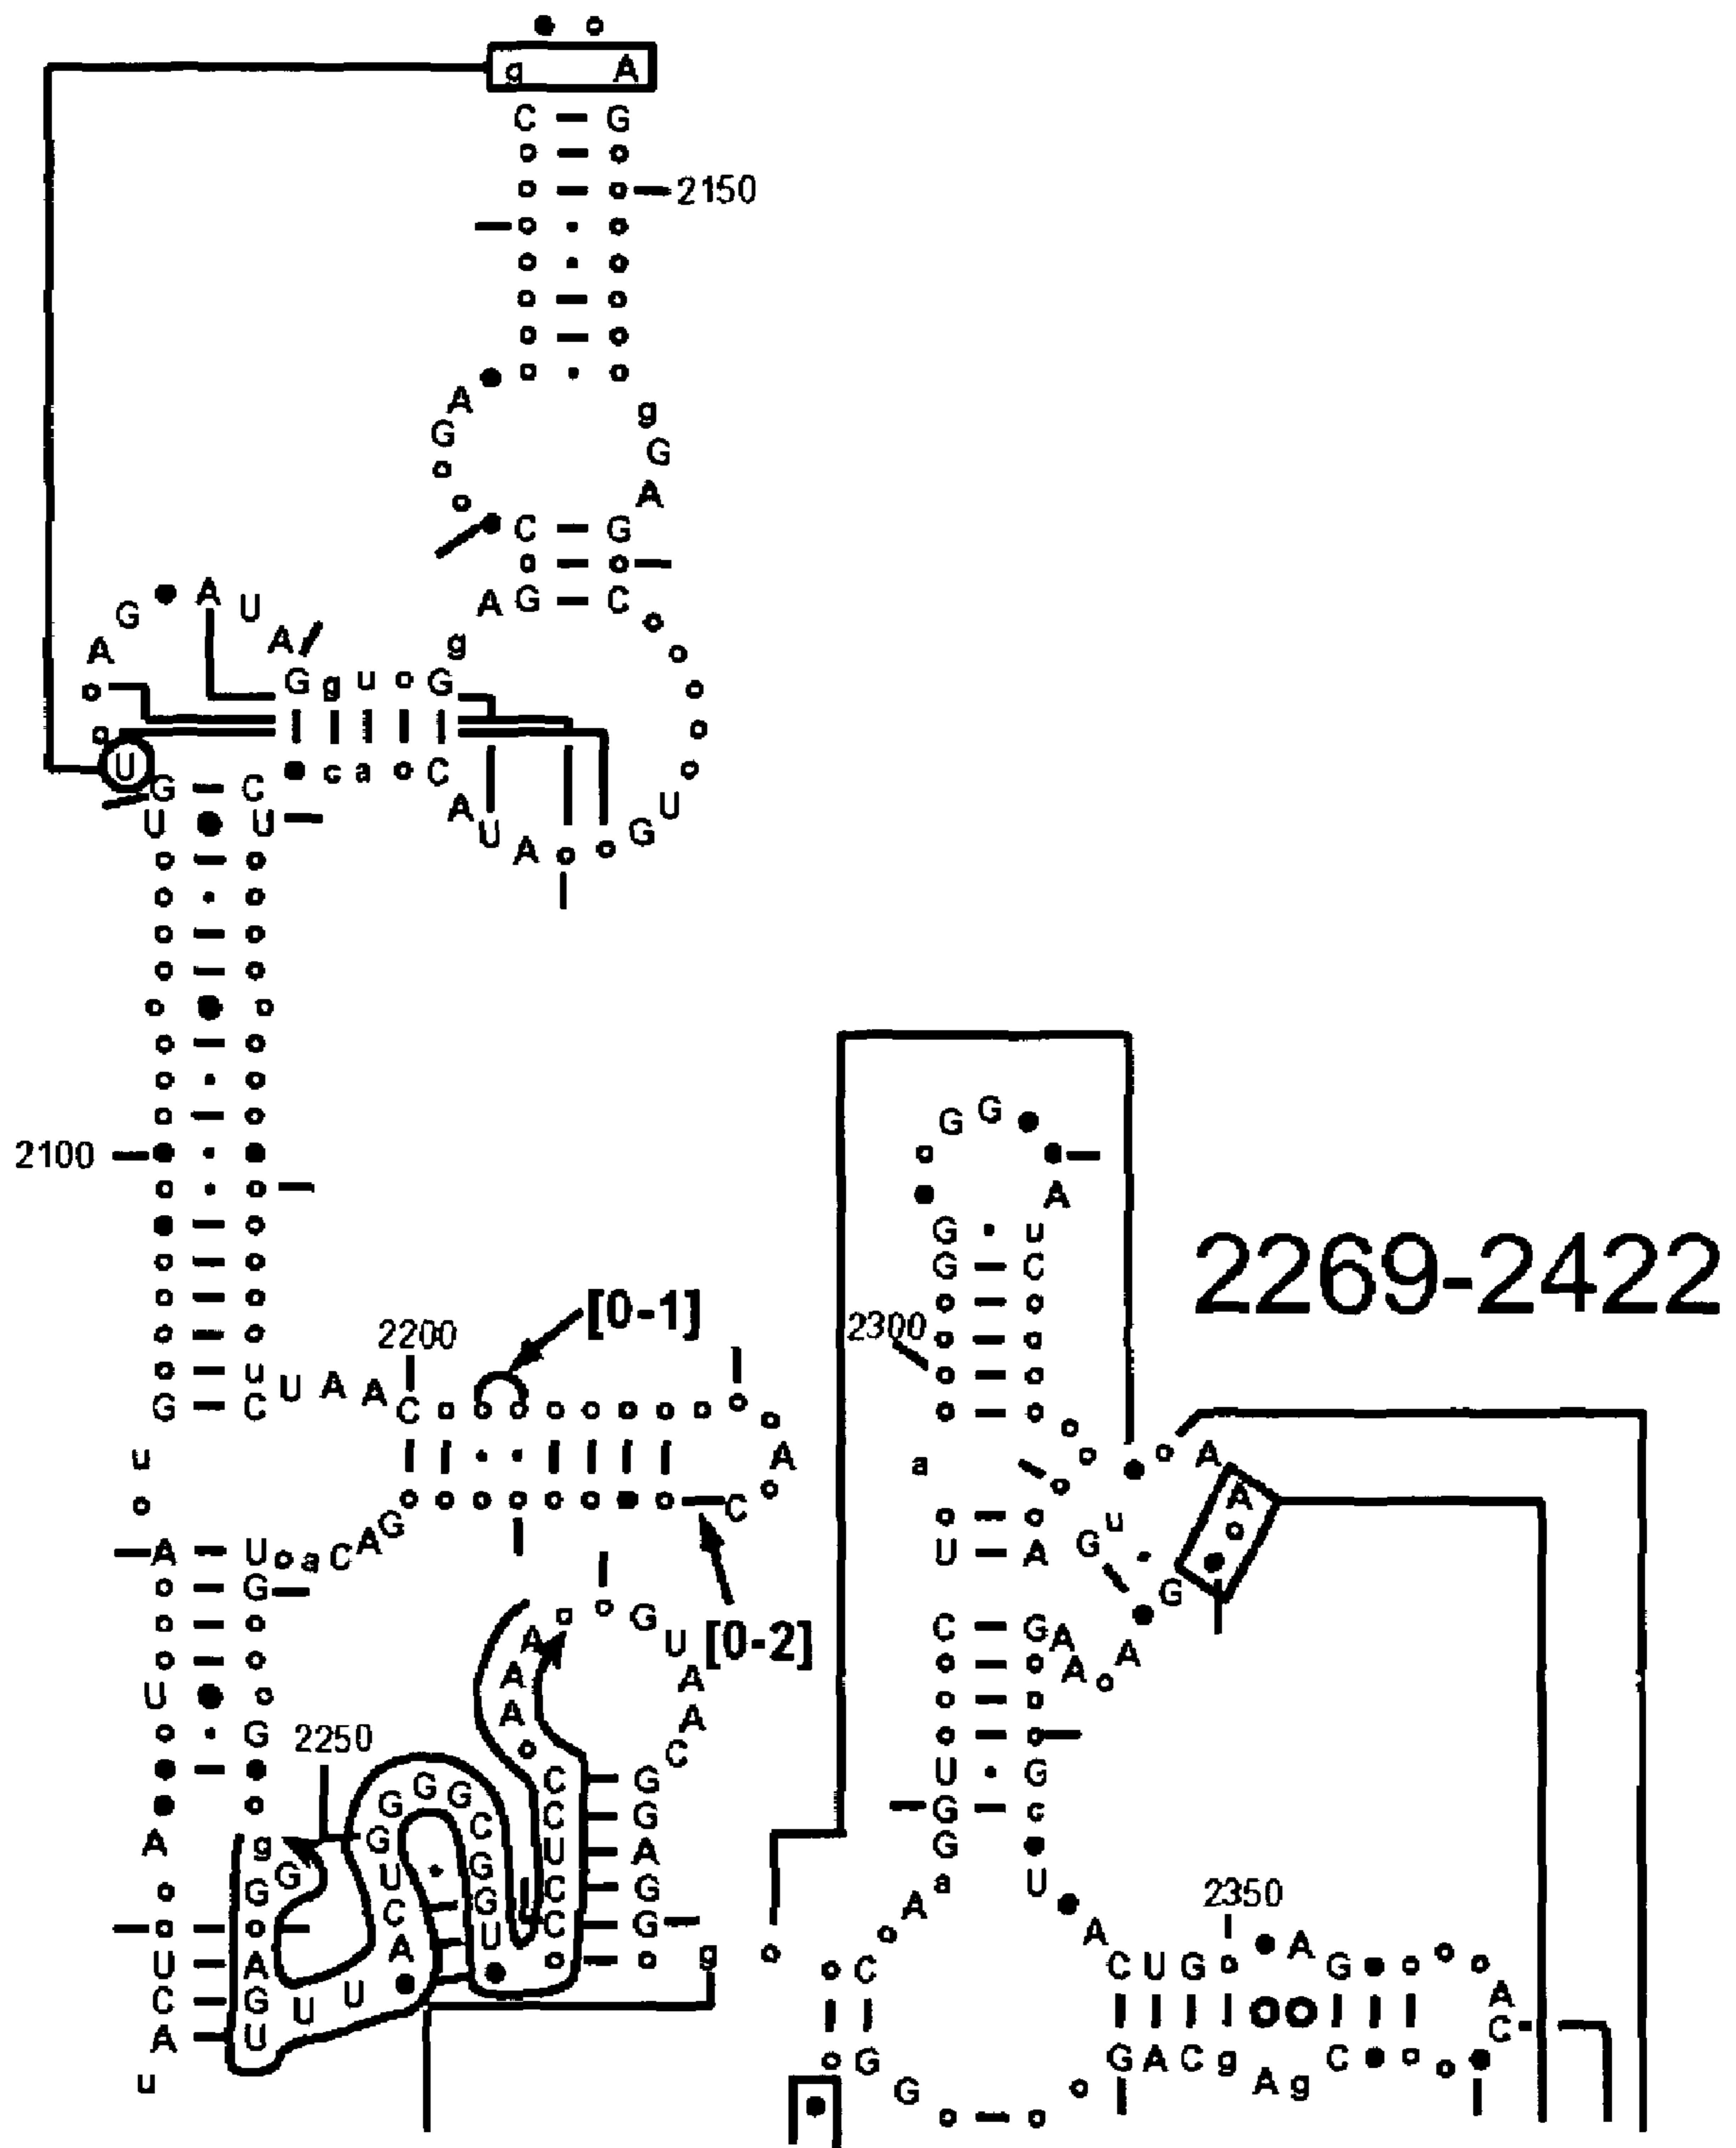 g A
C G
2150
A g
G G
A
C G
A G C
A U
G A g
A G g u o G
U c a o C
G C A U
U U U A G
2100
2200
[0-1]
G G
A
G u
G C
2269-2422
2300
u
U A A C
G C
u
A
a A
C
G
A U o a C A
u
G
A
U A
G
G
G
U [0-2]
A
A
C G A
A A
A
A
U
G
2250
C
C G
U G
G
G G
C G
G c
A g G C
U A G G
G
U G
a U
2350
C G C G
A
A
A U C G g
U A
A G
C U G A G
C G U
U
A
A U
C
u
G
G A C g C
G
A g